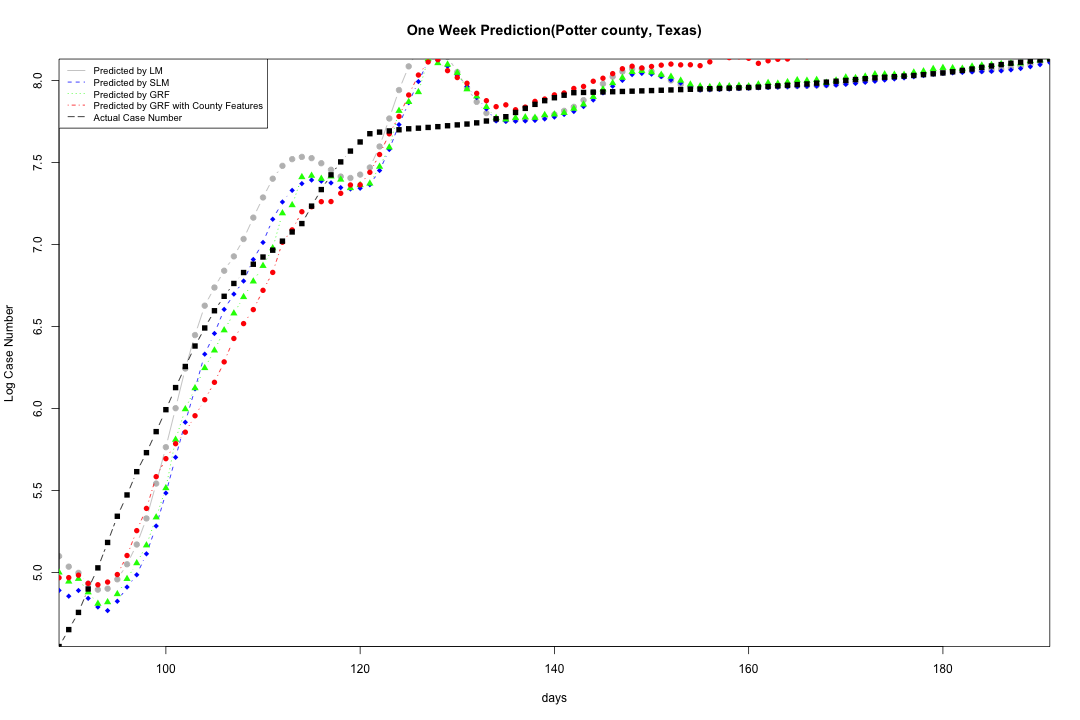 One Week Prediction(Potter county, Texas)
Predicted by LM
Predicted by SLM
Predicted by GRF
Predicted by GRF with County Features
Actual Case Number
8.0
7.5
7.0
6.5
6.0
5.5
5.0
Log Case Number
100 120 140 160 180
days